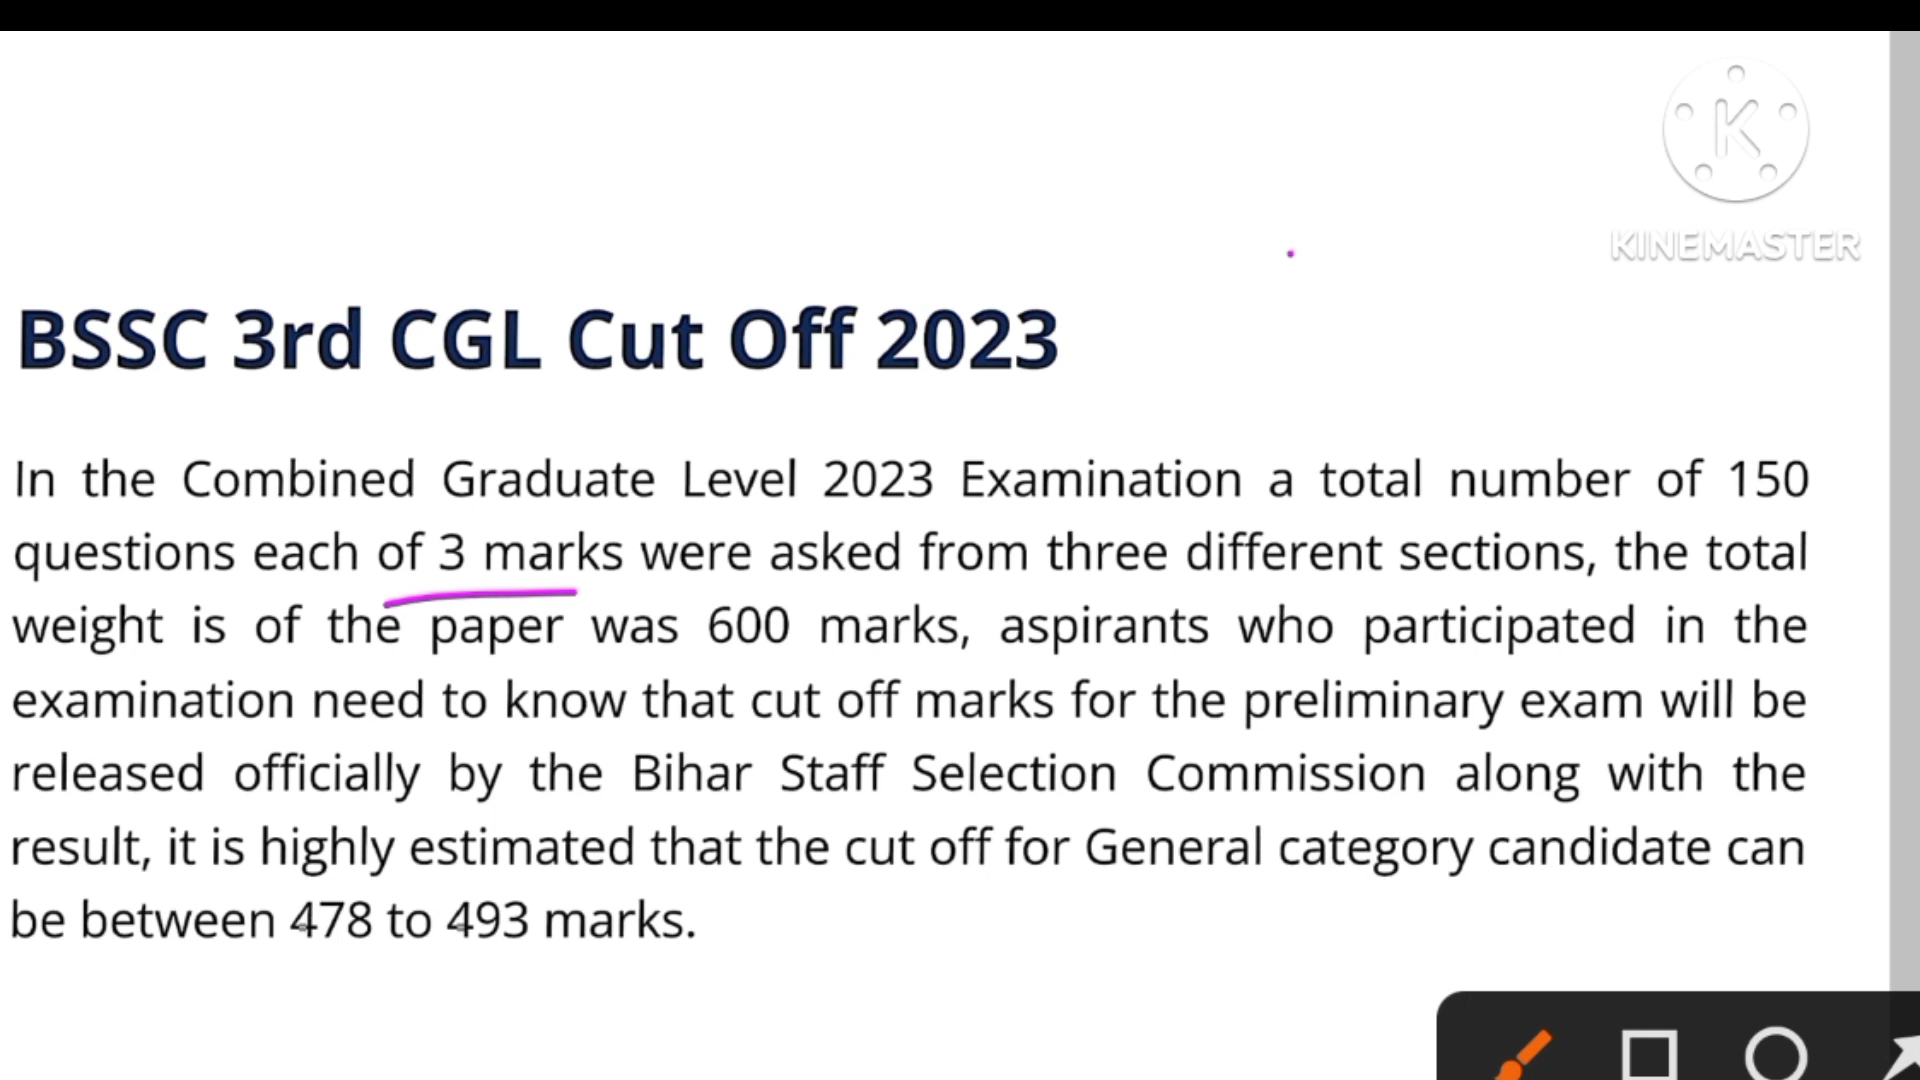 KINEMASTER
BSSC 3rd CGL Cut Off 2023
In the Combined Graduate Level 2023 Examination a total number of 150
questions each of 3 marks were asked from three different sections, the total
weight is of the paper was 600 marks, aspirants who participated in the
examination need to know that cut off marks for the preliminary exam will be
released officially by the Bihar Staff Selection Commission along with the
result, it is highly estimated that the cut off for General category candidate can
be between 478 to 493 marks.